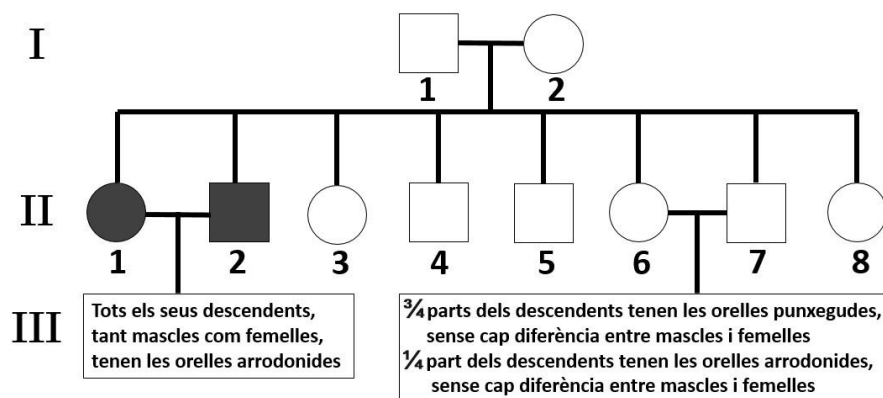 I
1 2
II
1 2 3 4 5 6 7 8
III
Tots els seus descendents,
tant mascles com femelles,
tenen les orelles arrodonides
¾ parts dels descendents tenen les orelles punxegudes,
sense cap diferència entre mascles i femelles
¼ part dels descendents tenen les orelles arrodonides,
sense cap diferència entre mascles i femelles